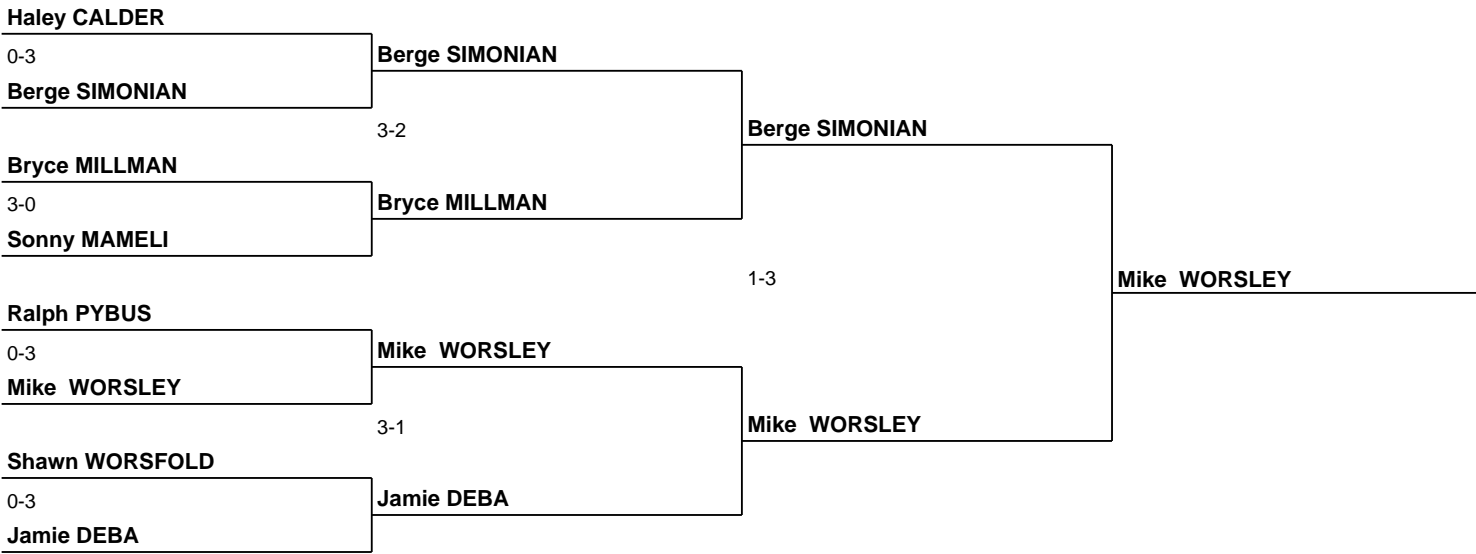 Haley CALDER
0-3
Berge SIMONIAN
Berge SIMONIAN
3-2
Berge SIMONIAN
Bryce MILLMAN
3-0
Bryce MILLMAN
Sonny MAMELI
1-3
Mike  WORSLEY
Ralph PYBUS
0-3
Mike  WORSLEY
Mike  WORSLEY
3-1
Mike  WORSLEY
Shawn WORSFOLD
0-3
Jamie DEBA
Jamie DEBA